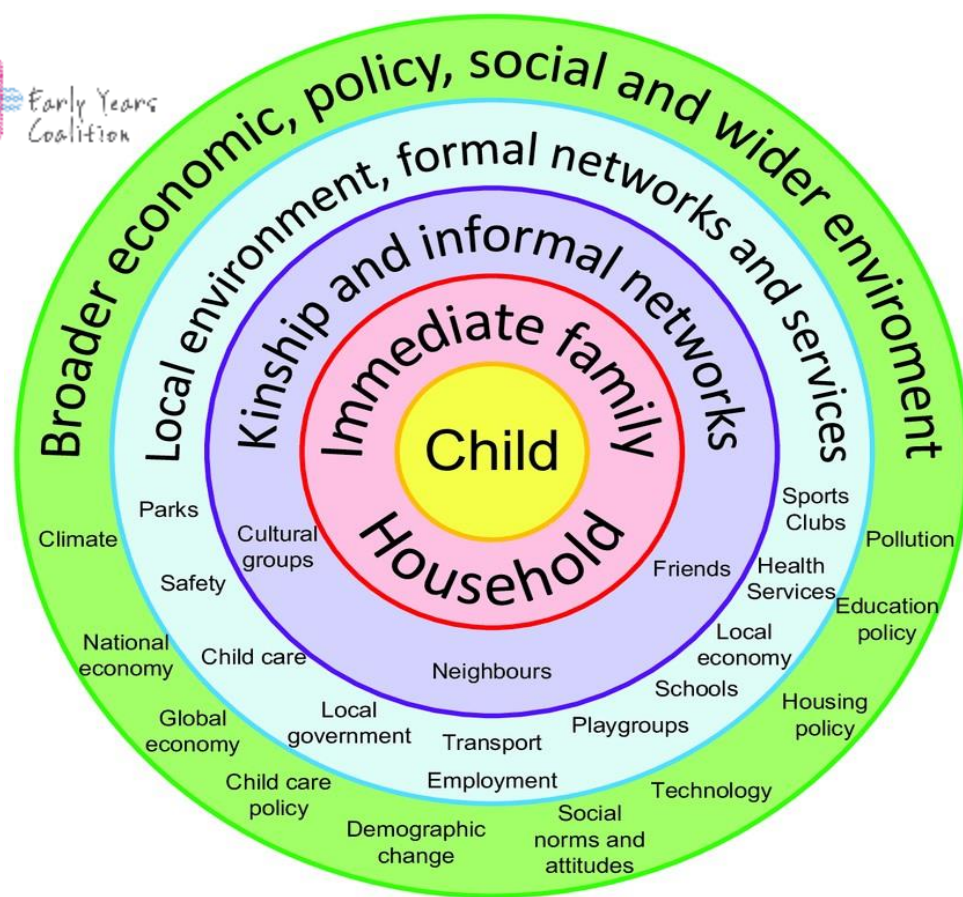 Early Years
Coalition
Broader economic, policy, social and wider enviroment
Local environment, formal networks and services
Kinship and informal networks
Immediate family
Child
Household
Parks
Sports
Clubs
Climate
Cultural
groups
Pollution
Safety
Friends
Health
Services
Education
policy
National
economy
Child care
Neighbours
Local
economy
Schools
Housing
policy
Global
economy
Local
government
Transport
Playgroups
Child care
policy
Employment
Technology
Demographic
change
Social
norms and
attitudes